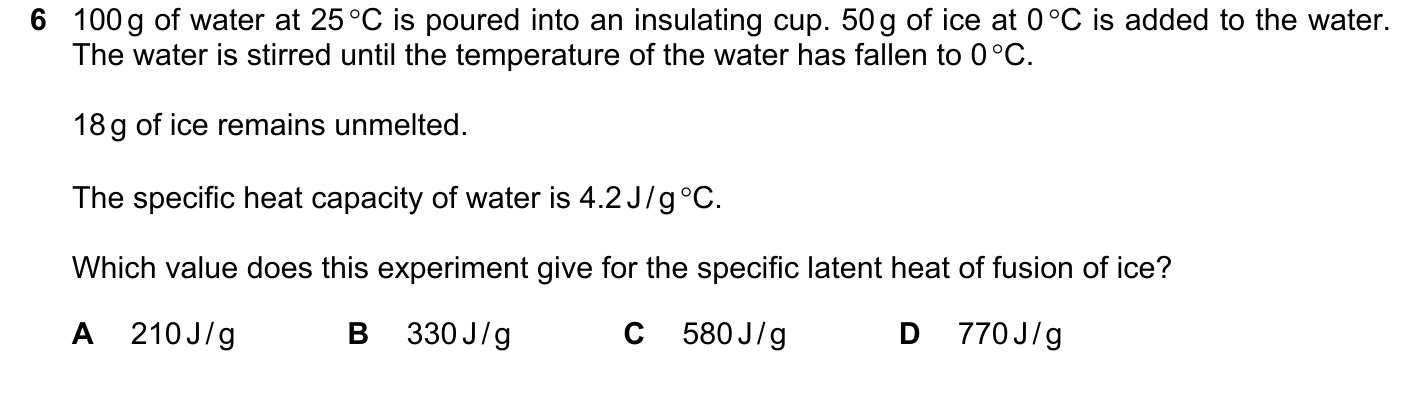 6 100 g of water at 25 °C is poured into an insulating cup. 50 g of ice at 0 °C is added to the water.
The water is stirred until the temperature of the water has fallen to 0 °C.
18 g of ice remains unmelted.
The specific heat capacity of water is 4.2 J / g °C.
Which value does this experiment give for the specific latent heat of fusion of ice?
A 210 J / g B 330 J / g C 580 J / g D 770 J / g